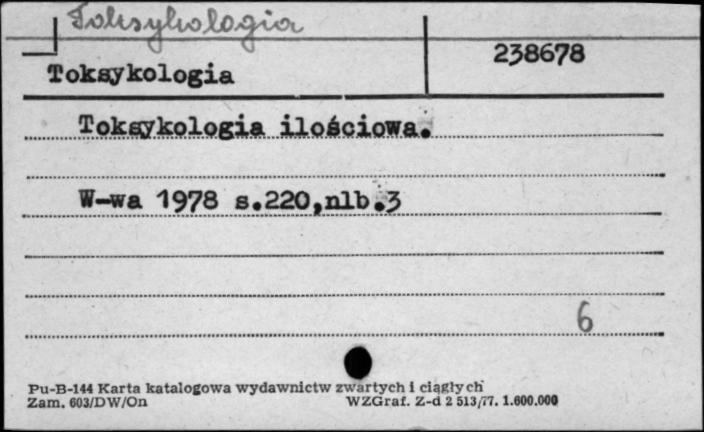 Toksykologia
238678
Toksykologia
Toksykologia ilościowa.
W-wa 1978 s.220,nlb.3
6
Pu-B-144 Karta katalogowa wydawnictw zwartych i ciągłych
Zam. 603/DW/On WZGraf. Z-d 2 513/77. 1.600.000